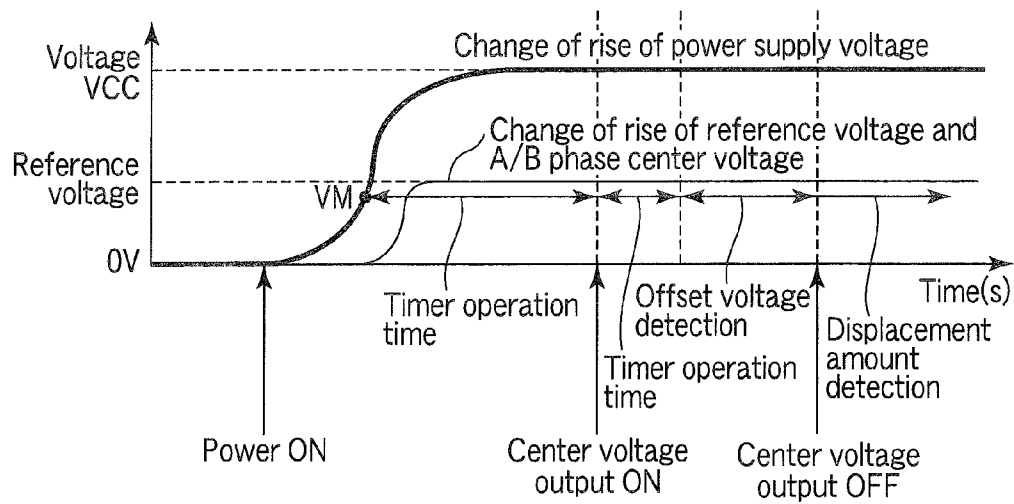 Voltage
VCC
Change of rise of power supply voltage
Change of rise of reference voltage and
A/B phase center voltage
Reference
voltage
VM
0V
Time(s)
Timer operation
time
Offset voltage
detection
Timer operation
time
Displacement
amount
detection
Power ON
Center voltage
output ON
Center voltage
output OFF